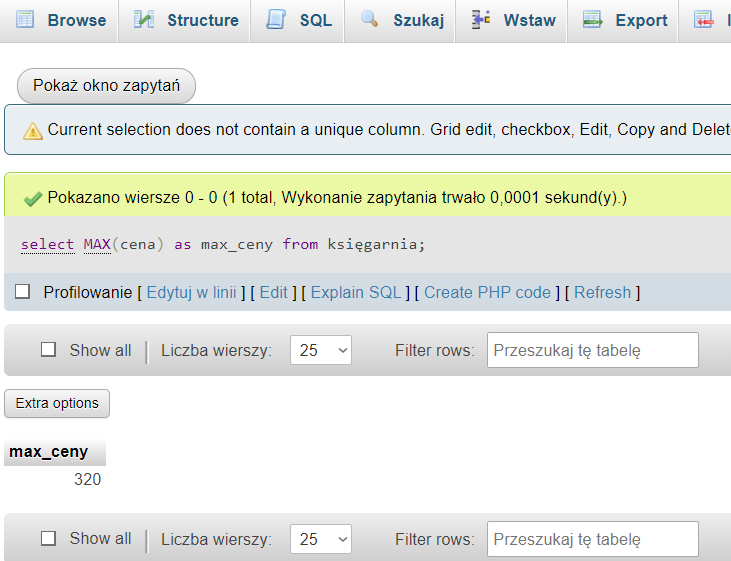 Browse Structure SQL Szukaj Wstaw Export
Pokaż okno zapytań
Current selection does not contain a unique column. Grid edit, checkbox, Edit, Copy and Delet
Pokazano wiersze 0 - 0 (1 total, Wykonanie zapytania trwało 0,0001 sekund(y).)
select MAX(cena) as max_ceny from księgarnia;
Profilowanie [ Edytuj w linii ] [ Edit ] [ Explain SQL ] [ Create PHP code ] [ Refresh ]
Show all Liczba wierszy: 25 Filter rows: Przeszukaj tę tabelę
Extra options
max_ceny
320
Show all Liczba wierszy: 25 Filter rows: Przeszukaj tę tabelę